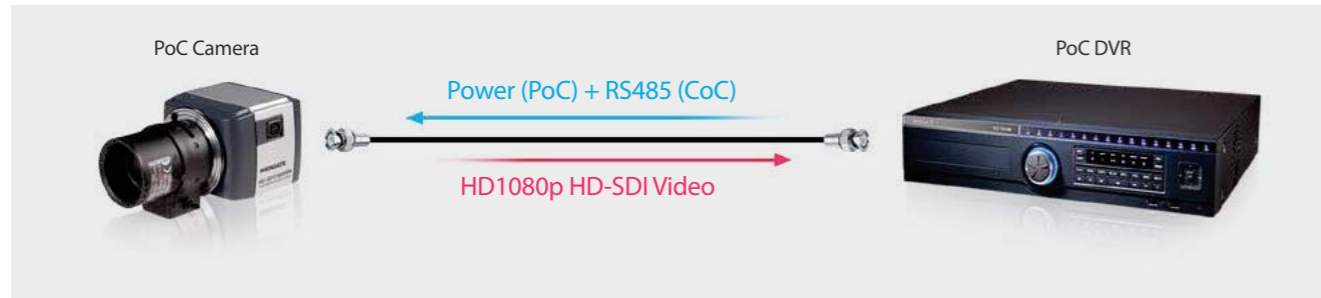 PoC Camera
PoC DVR
Power (PoC) + RS485 (CoC)
HD1080p HD-SDI Video